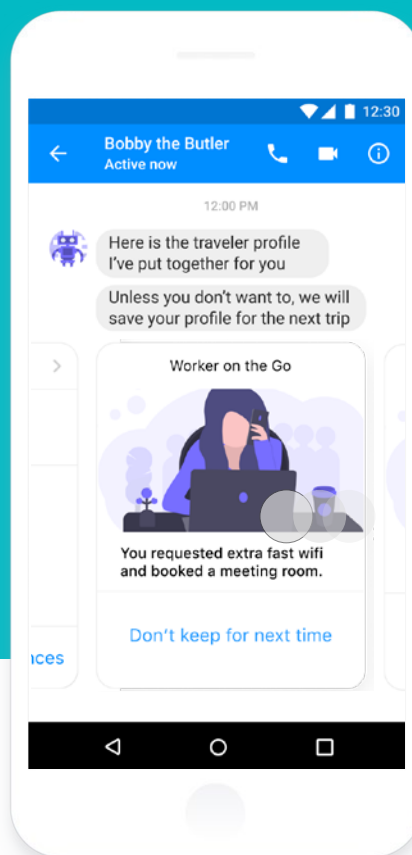 12:30
Bobby the Butler
Active now
12:00 PM
Here is the traveler profile
I've put together for you
Unless you don't want to, we will
save your profile for the next trip
Worker on the Go
You requested extra fast wifi
and booked a meeting room.
Don't keep for next time
nces